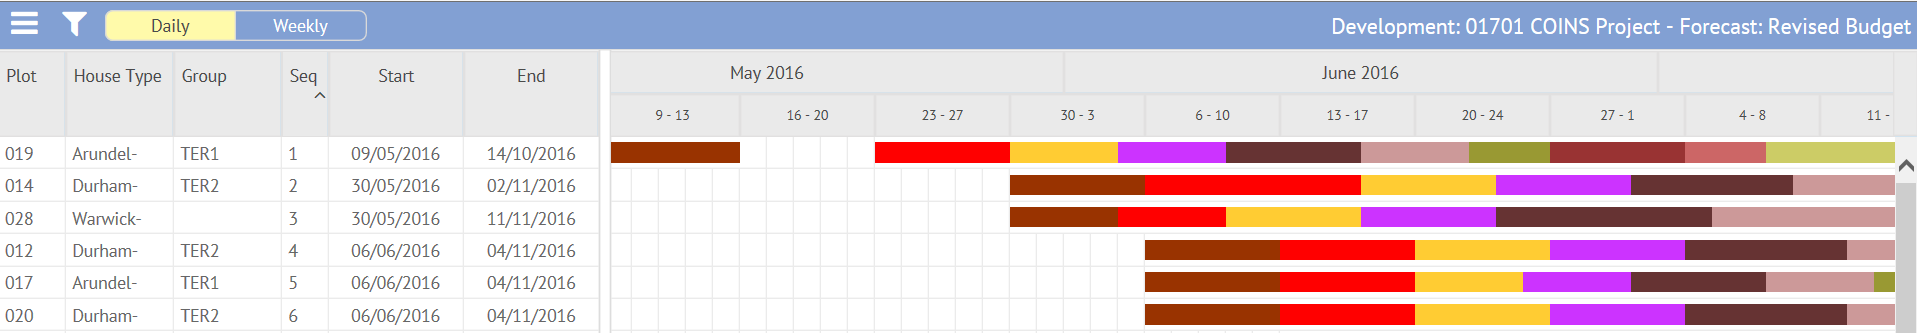 Daily Weekly Development: 01701 COINS Project - Forecast: Revised Budget
Plot House Type Group Seq Start End May 2016 June 2016
9 - 13 16 - 20 23 - 27 30 - 3 6 - 10 13 - 17 20 - 24 27 - 1 4 - 8 11 -
019 Arundel- TER1 1 09/05/2016 14/10/2016
014 Durham- TER2 2 30/05/2016 02/11/2016
028 Warwick- 3 30/05/2016 11/11/2016
012 Durham- TER2 4 06/06/2016 04/11/2016
017 Arundel- TER1 5 06/06/2016 04/11/2016
020 Durham- TER2 6 06/06/2016 04/11/2016